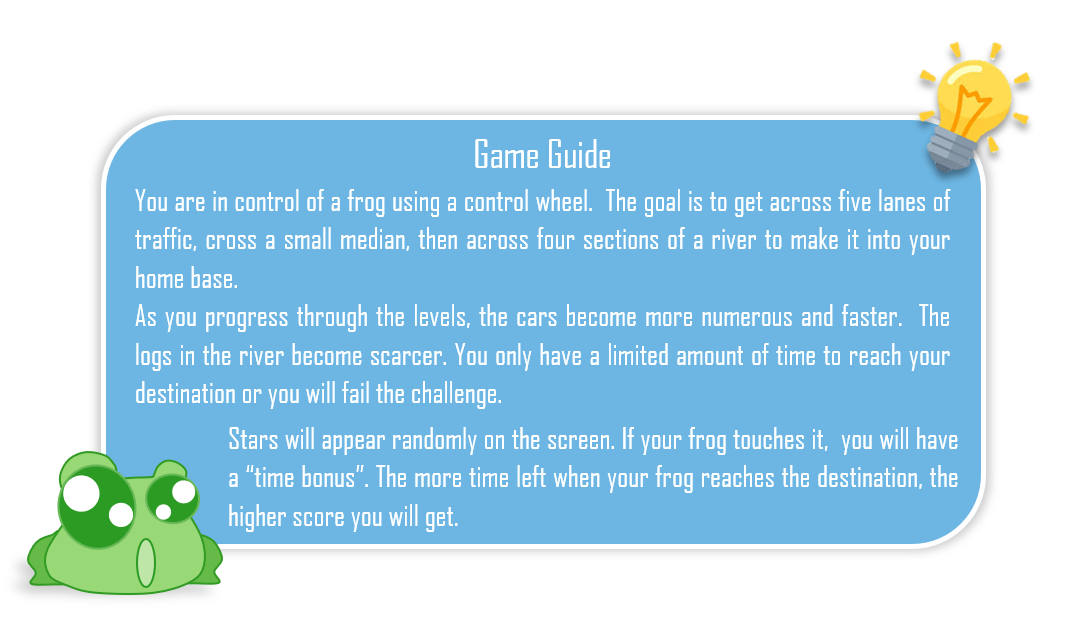 Game Guide
You are in control of a frog using a control wheel.  The goal is to get across five lanes of
traffic, cross a small median, then across four sections of a river to make it into your
home base.
As you progress through the levels, the cars become more numerous and faster.  The
logs in the river become scarcer. You only have a limited amount of time to reach your
destination or you will fail the challenge.
Stars will appear randomly on the screen. If your frog touches it,  you will have
a “time bonus”. The more time left when your frog reaches the destination, the
higher score you will get.